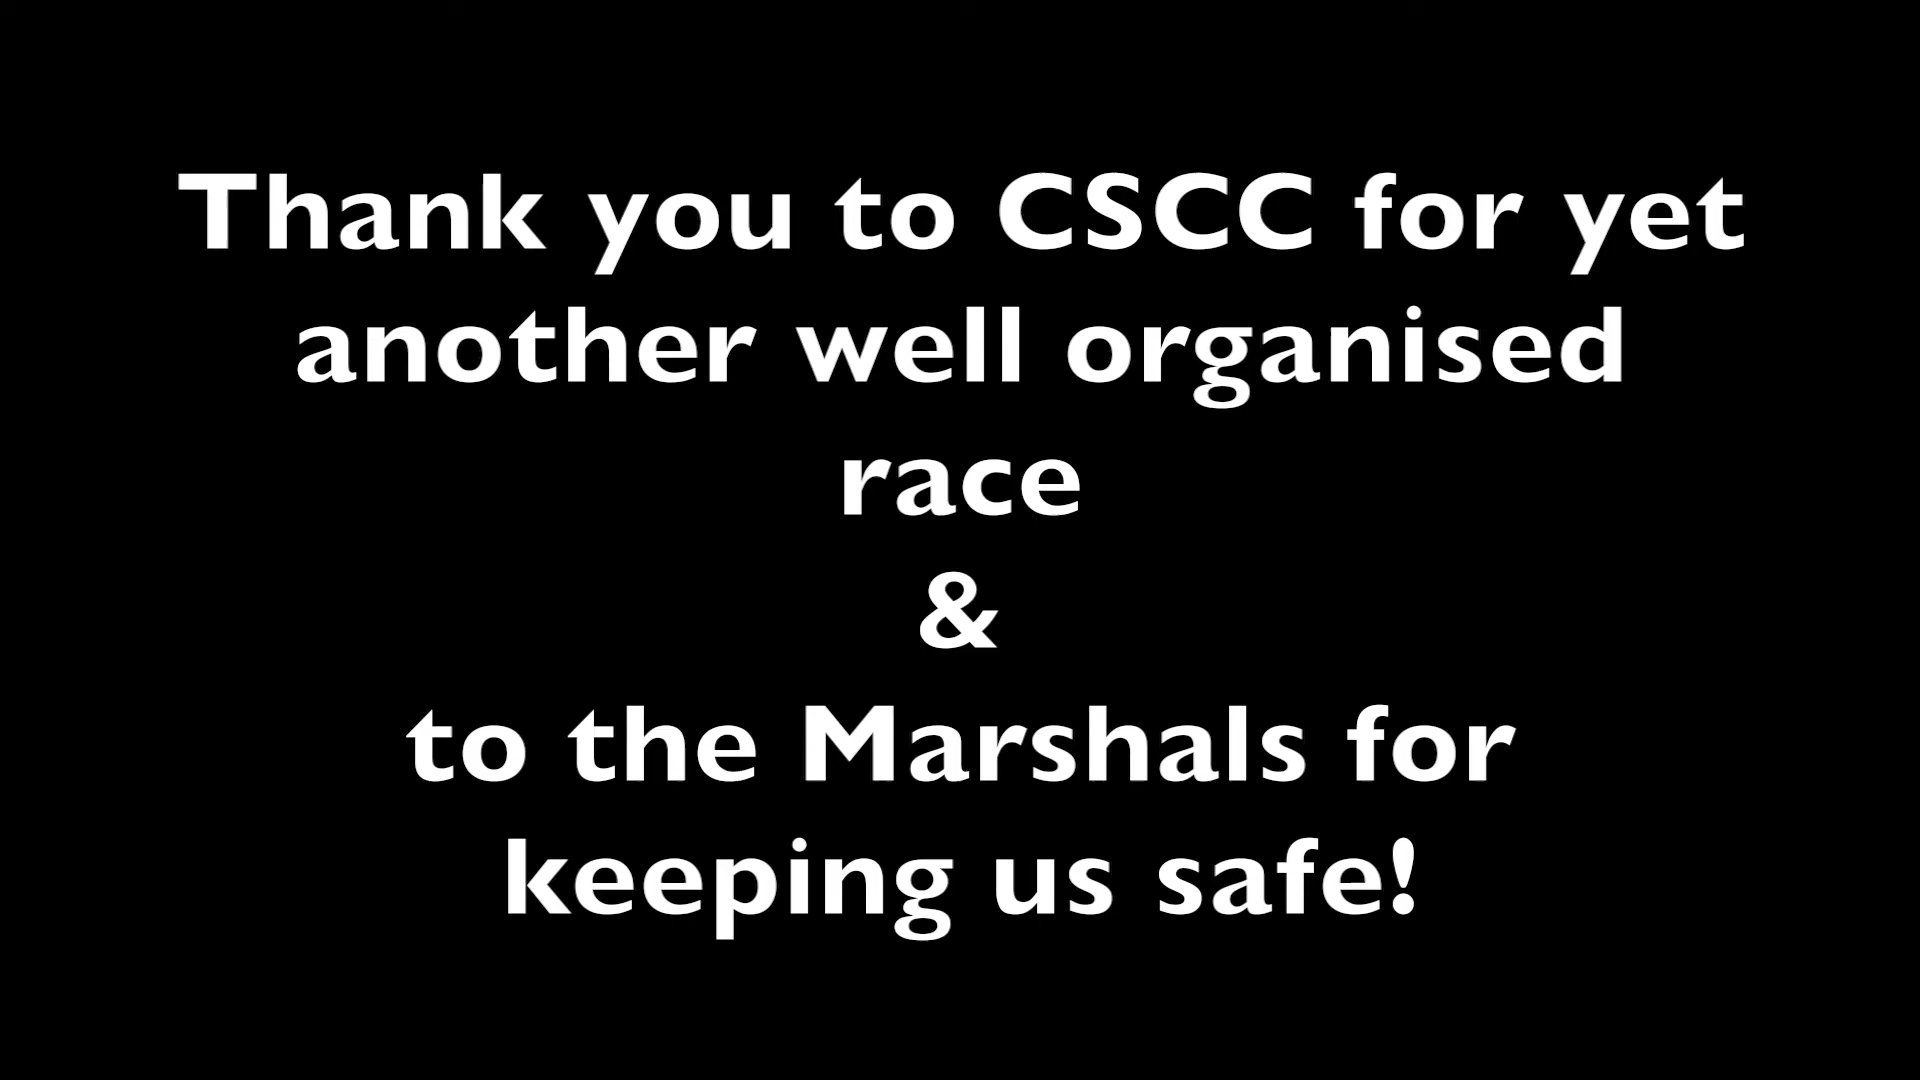 Thank you to CSCC for yet
another well organised
race
&
to the Marshals for
keeping us safe!